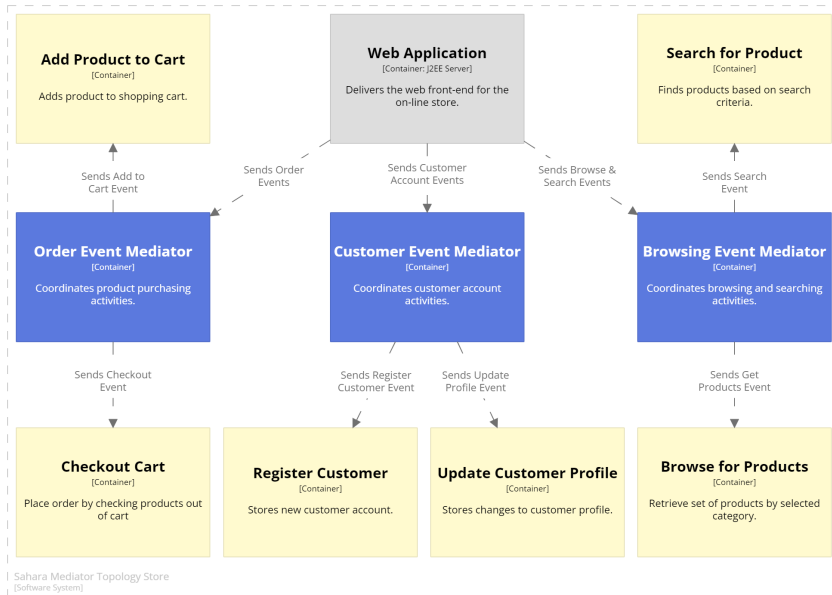 Add Product to Cart
[Container]
Adds product to shopping cart.
Web Application
[Container: J2EE Server]
Delivers the web front-end for the
on-line store.
Search for Product
[Container]
Finds products based on search
criteria.
Sends Add to
Cart Event
Sends Order
Events
Sends Customer
Account Events
Sends Browse &
Search Events
Sends Search
Event
Order Event Mediator
[Container]
Coordinates product purchasing
activities.
Customer Event Mediator
[Container]
Coordinates customer account
activities.
Browsing Event Mediator
[Container]
Coordinates browsing and searching
activities.
Sends Checkout
Event
Sends Register
Customer Event
Sends Update
Profile Event
Sends Get
Products Event
Checkout Cart
[Container]
Place order by checking products out
of cart
Register Customer
[Container]
Stores new customer account.
Update Customer Profile
[Container]
Stores changes to customer profile.
Browse for Products
[Container]
Retrieve set of products by selected
category.
Sahara Mediator Topology Store
[Software System]